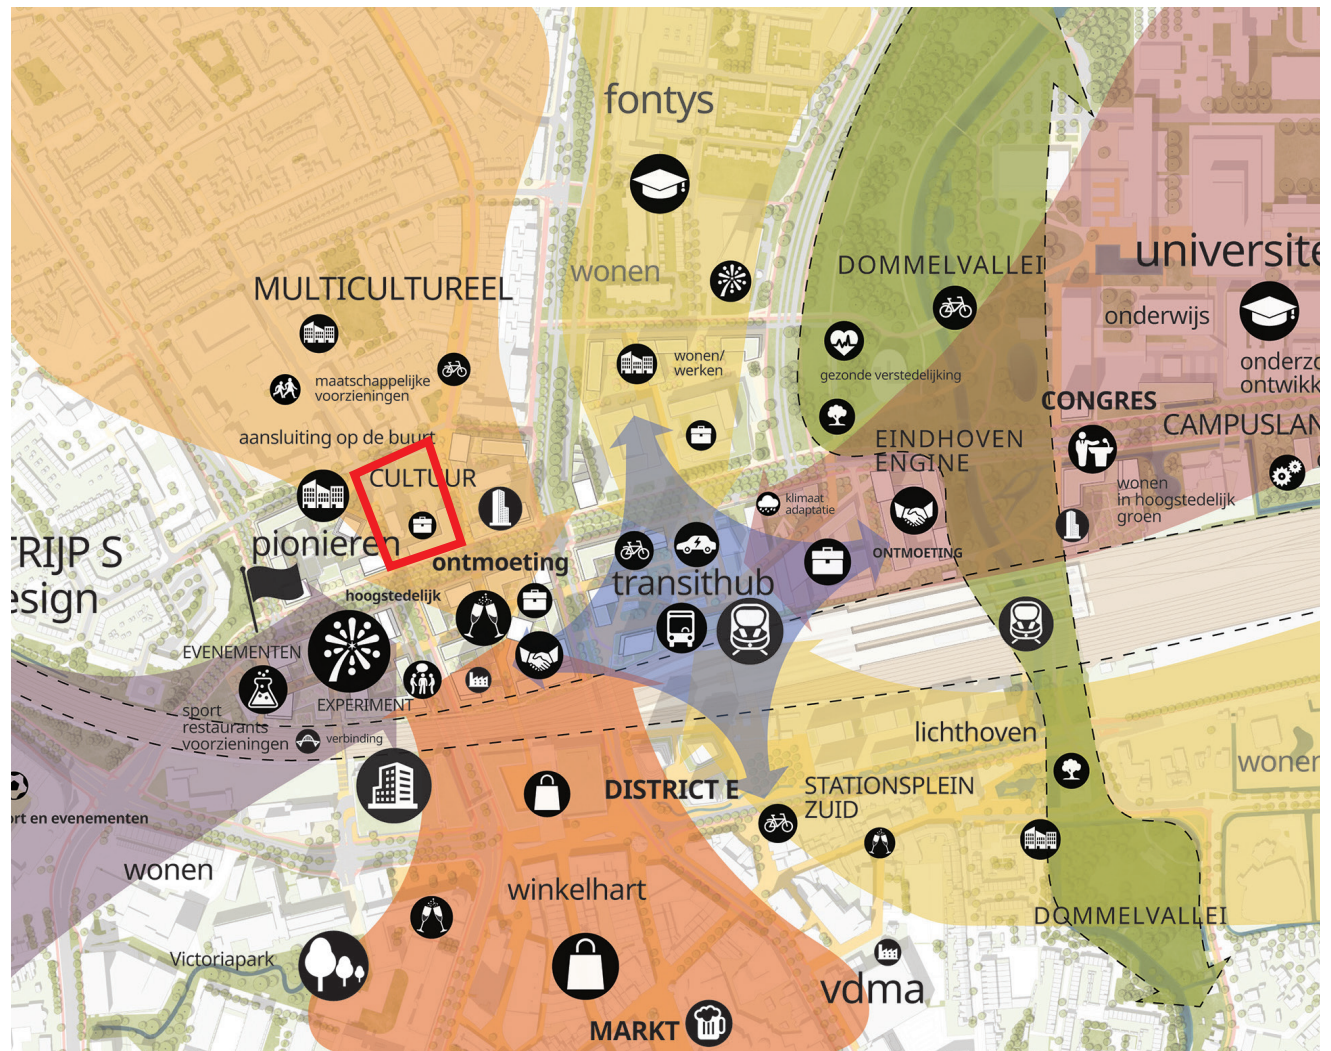 fontys
wonen
MULTICULTUREEL
maatschappelijke
voorzieningen
aansluiting op de buurt
CULTUUR
wonen/
werken
DOMMELVALLEI
gezonde verstedelijking
universite
onderwijs
onderzo
ontwikk
CONGRES
CAMPUSLAN
EINDHOVEN
ENGINE
wonen
in hoogstedelijk
groen
klimaat
adaptatie
ONTMOETING
TRIJP S
esign
pionieren
ontmoeting
hoogstedelijk
transithub
EVENEMENTEN
EXPERIMENT
sport
restaurants
voorzieningen
verbinding
ort en evenementen
wonen
DISTRICT E
STATIONSPLEIN
ZUID
lichthoven
wonen
winkelhart
Victoriapark
DOMMELVALLEI
vdma
MARKT